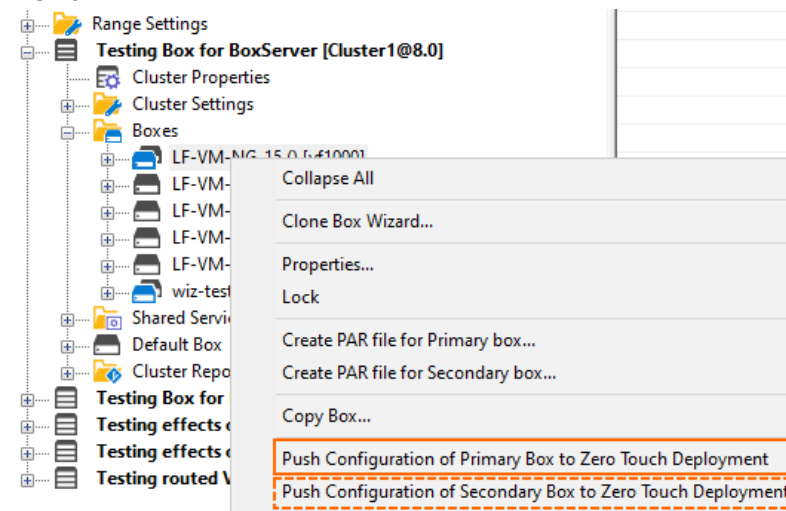 Range Settings
Testing Box for BoxServer [Cluster1@8.0]
Cluster Properties
Cluster Settings
Boxes
LF-VM-NG-15.0 [vf1000]
LF-VM-
LF-VM-
LF-VM-
LF-VM-
wiz-test
Shared Servi
Default Box
Cluster Repo
Testing Box for
Testing effects
Testing effects
Testing routed
Collapse All
Clone Box Wizard...
Properties...
Lock
Create PAR file for Primary box...
Create PAR file for Secondary box...
Copy Box...
Push Configuration of Primary Box to Zero Touch Deployment
Push Configuration of Secondary Box to Zero Touch Deployment